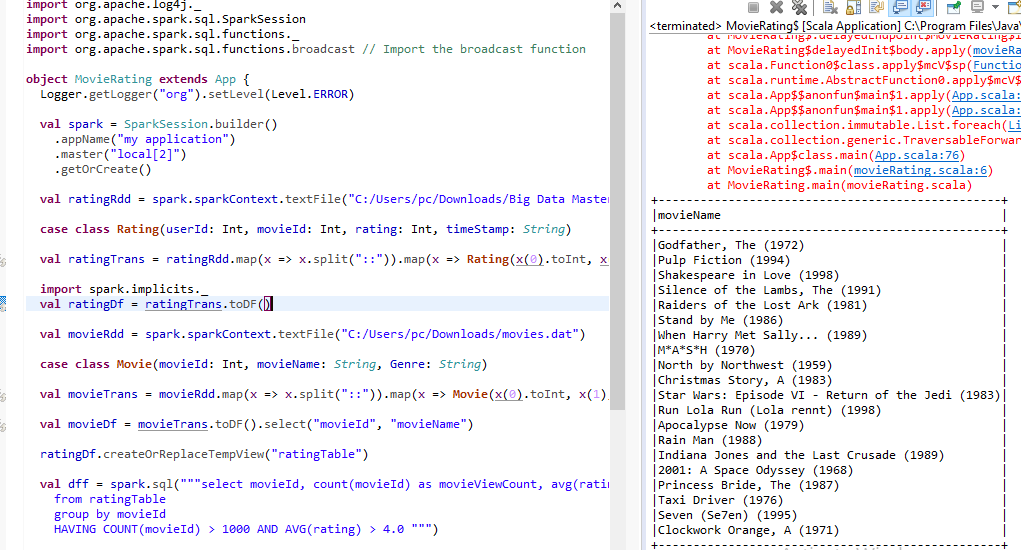 import org.apache.log4j._
import org.apache.spark.sql.SparkSession
import org.apache.spark.sql.functions._
import org.apache.spark.sql.functions.broadcast // Import the broadcast function
object MovieRating extends App {
Logger.getLogger("org").setLevel(Level.ERROR)
val spark = SparkSession.builder()
.appName("my application")
.master("local[2]")
.getOrCreate()
val ratingRdd = spark.sparkContext.textFile("C:/Users/pc/Downloads/Big Data Maste
case class Rating(userId: Int, movieId: Int, rating: Int, timeStamp: String)
val ratingTrans = ratingRdd.map(x => x.split("::")).map(x => Rating(x(0).toInt, x
import spark.implicits._
val ratingDf = ratingTrans.toDF()
val movieRdd = spark.sparkContext.textFile("C:/Users/pc/Downloads/movies.dat")
case class Movie(movieId: Int, movieName: String, Genre: String)
val movieTrans = movieRdd.map(x => x.split("::")).map(x => Movie(x(0).toInt, x(1)
val movieDf = movieTrans.toDF().select("movieId", "movieName")
ratingDf.createOrReplaceTempView("ratingTable")
val dff = spark.sql("""select movieId, count(movieId) as movieViewCount, avg(ratin
from ratingTable
group by movieId
HAVING COUNT(movieId) > 1000 AND AVG(rating) > 4.0 """)
<terminated> MovieRating$ [Scala Application] C:\Program Files\Java\
at MovieRating$.delayedEndpoint$MovieRating$1
at MovieRating$delayedInit$body.apply(movieRa
at scala.Function0$class.apply$mcV$sp(Functio
at scala.runtime.AbstractFunction0.apply$mcV$
at scala.App$$anonfun$main$1.apply(App.scala:
at scala.App$$anonfun$main$1.apply(App.scala:
at scala.collection.immutable.List.foreach(Li
at scala.collection.generic.TraversableForwar
at scala.App$class.main(App.scala:76)
at MovieRating$.main(movieRating.scala:6)
at MovieRating.main(movieRating.scala)
+----------------------------------------------+
|movieName |
+----------------------------------------------+
|Godfather, The (1972) |
|Pulp Fiction (1994) |
|Shakespeare in Love (1998) |
|Silence of the Lambs, The (1991) |
|Raiders of the Lost Ark (1981) |
|Stand by Me (1986) |
|When Harry Met Sally... (1989) |
|M*A*S*H (1970) |
|North by Northwest (1959) |
|Christmas Story, A (1983) |
|Star Wars: Episode VI - Return of the Jedi (1983)|
|Run Lola Run (Lola rennt) (1998) |
|Apocalypse Now (1979) |
|Rain Man (1988) |
|Indiana Jones and the Last Crusade (1989) |
|2001: A Space Odyssey (1968) |
|Princess Bride, The (1987) |
|Taxi Driver (1976) |
|Seven (Se7en) (1995) |
|Clockwork Orange, A (1971) |
+----------------------------------------------+